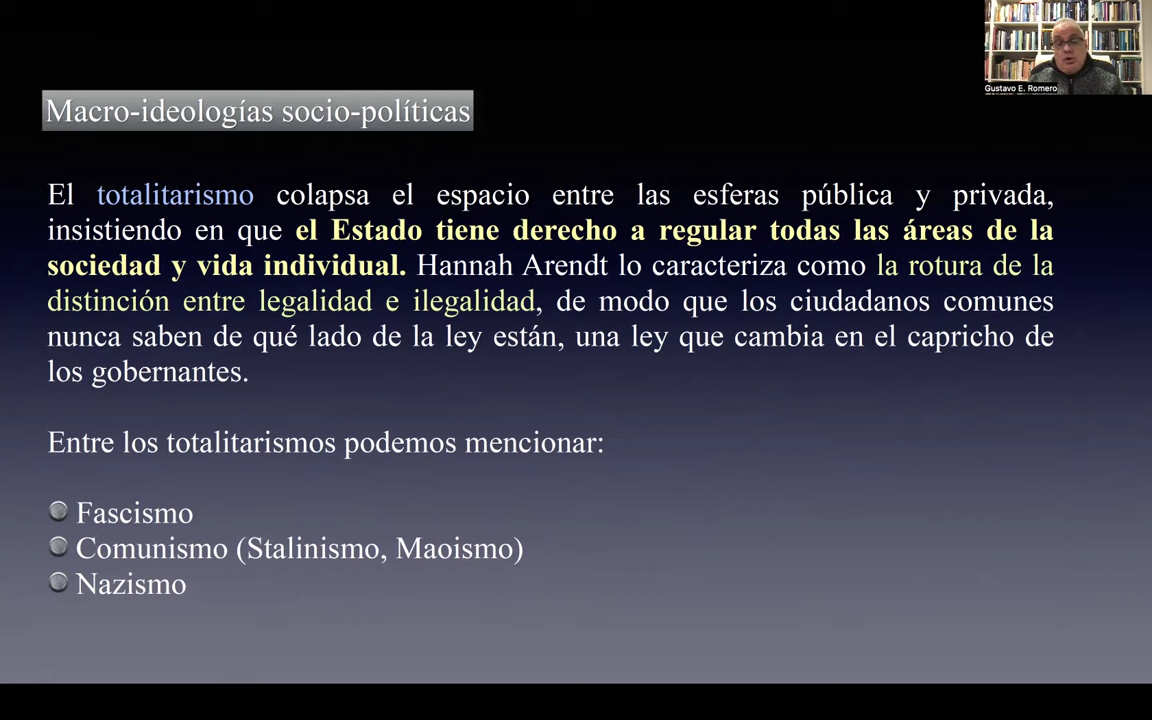 Gustavo E. Romero
Macro-ideologías socio-políticas
El totalitarismo colapsa el espacio entre las esferas pública y privada,
insistiendo en que el Estado tiene derecho a regular todas las áreas de la
sociedad y vida individual. Hannah Arendt lo caracteriza como la rotura de la
distinción entre legalidad e ilegalidad, de modo que los ciudadanos comunes
nunca saben de qué lado de la ley están, una ley que cambia en el capricho de
los gobernantes.
Entre los totalitarismos podemos mencionar:
Fascismo
Comunismo (Stalinismo, Maoismo)
Nazismo